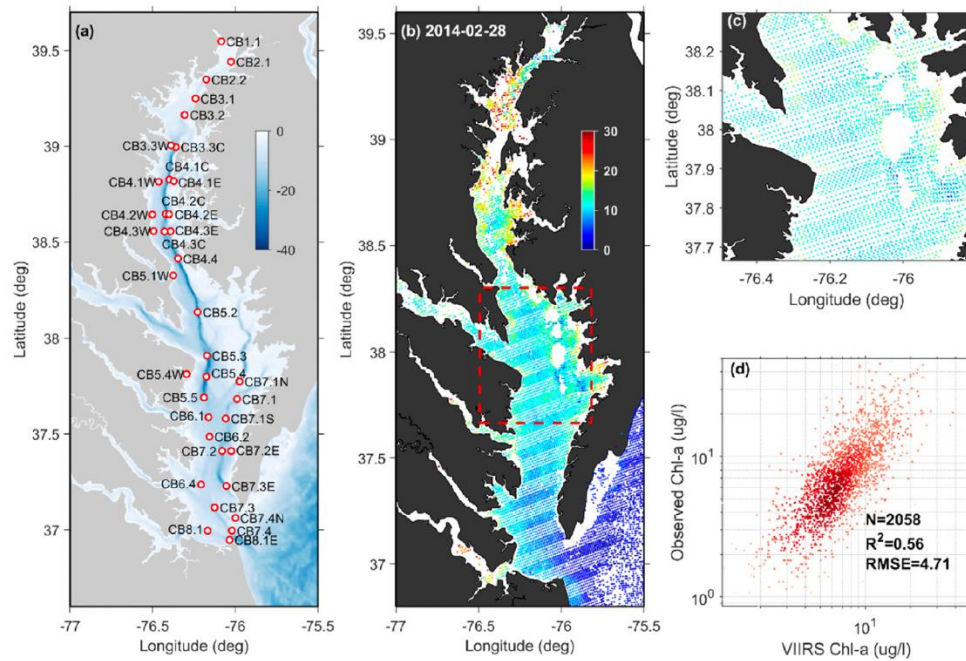 (a)
39.5
39
38.5
38
37.5
37
Latitude (deg)
-77
-76.5
-76
-75.5
Longitude (deg)
0
-20
-40
CB1.1
CB2.1
CB2.2
CB3.1
CB3.2
CB3.3W
CB3.3C
CB4.1C
CB4.1W
CB4.1E
CB4.2C
CB4.2W
CB4.2E
CB4.3W
CB4.3E
CB4.3C
CB4.4
CB5.1W
CB5.2
CB5.3
CB5.4W
CB5.4
CB7.1N
CB5.5
CB7.1
CB6.1
CB7.1S
CB6.2
CB7.2
CB7.2E
CB6.4
CB7.3E
CB7.3
CB7.4N
CB8.1
CB7.4
CB8.1E
(b) 2014-02-28
39.5
39
38.5
38
37.5
37
Latitude (deg)
-77
-76.5
-76
-75.5
Longitude (deg)
30
20
10
0
(c)
38.3
38.2
38.1
38
37.9
37.8
37.7
Latitude (deg)
-76.4
-76.2
-76
Longitude (deg)
(d)
10¹
10⁰
Observed Chl-a (ug/l)
N=2058
R²=0.56
RMSE=4.71
10¹
VIIRS Chl-a (ug/l)